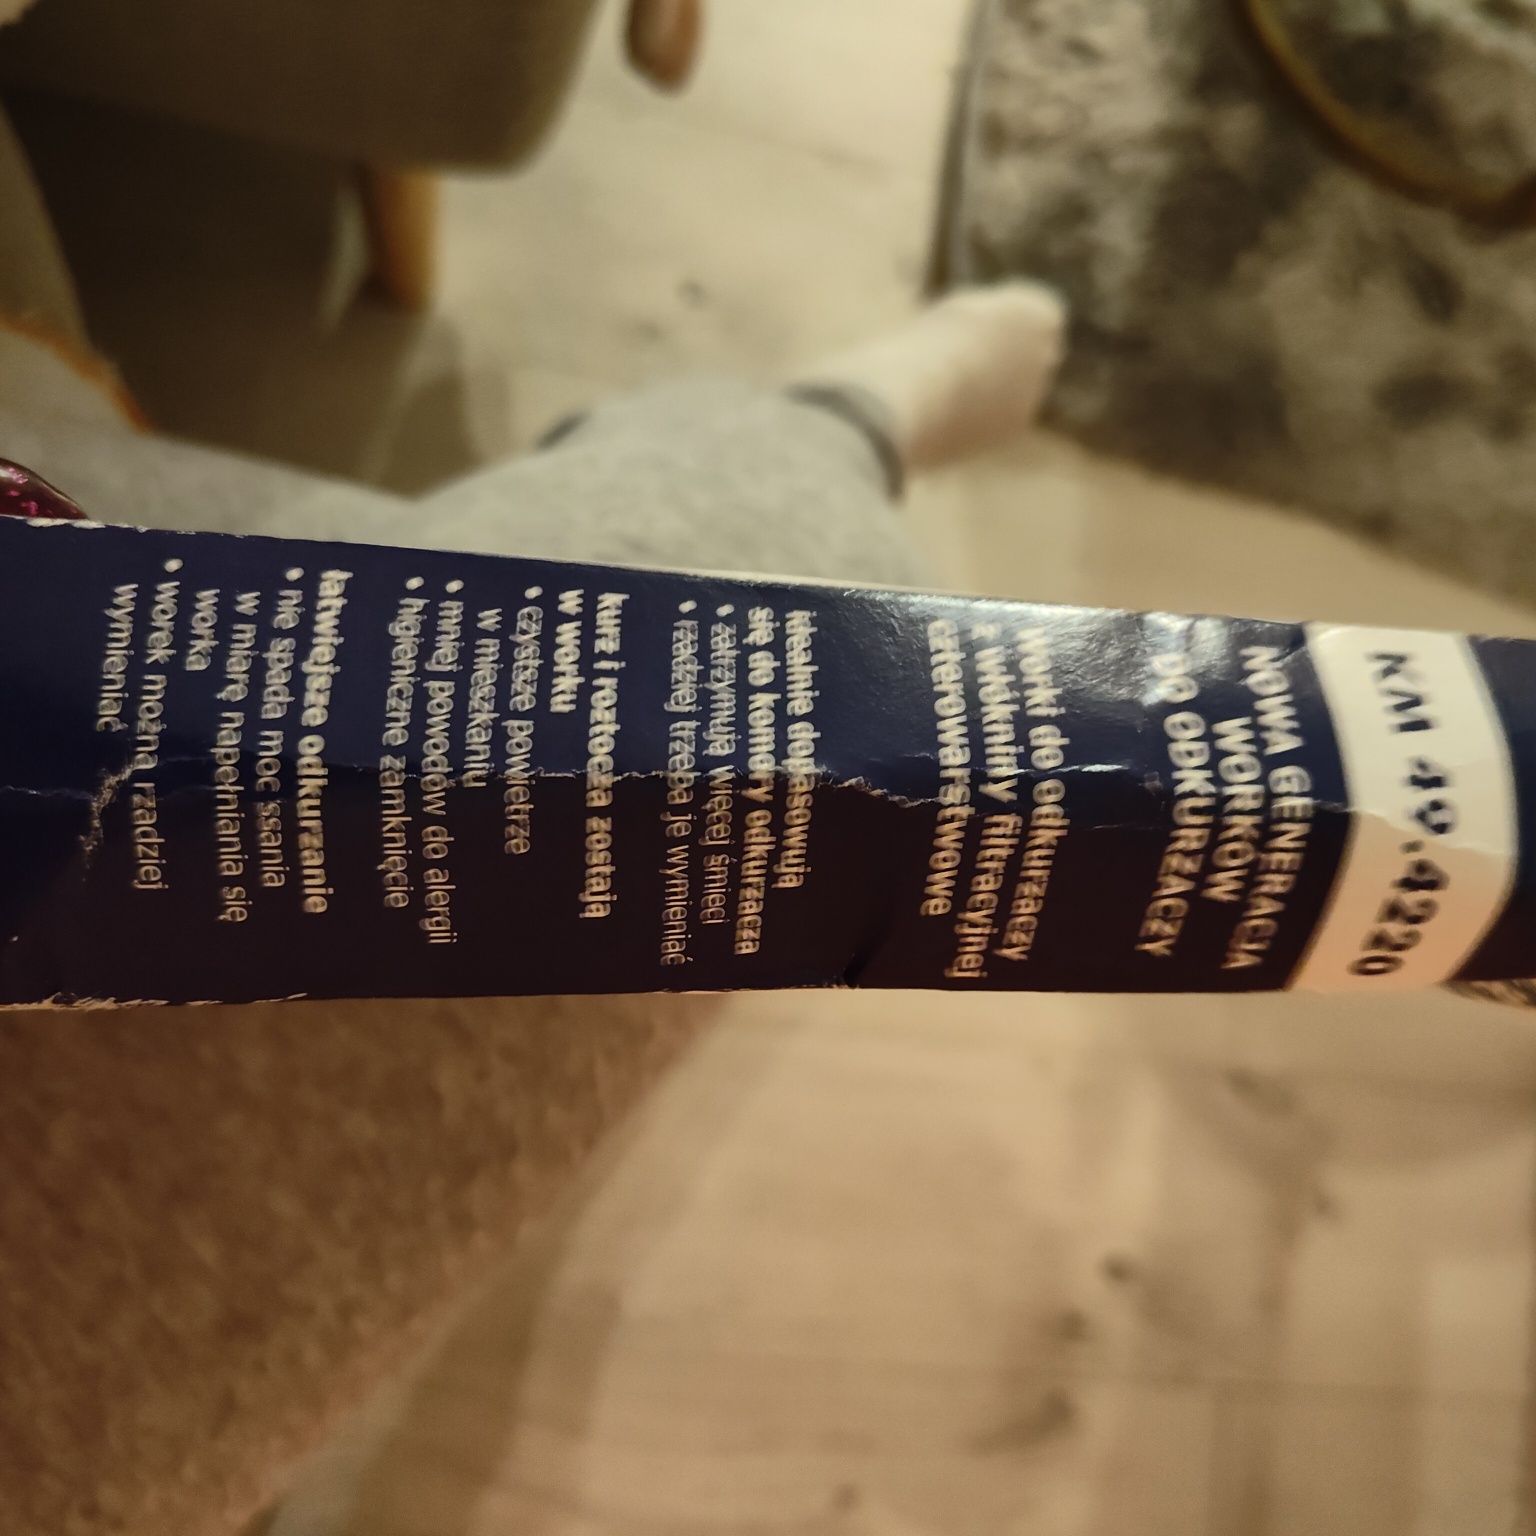 KM 49.4220
NOWA GENERACJA
WORKÓW
DO ODKURZACZY
worki do odkurzaczy
z włókniny filtracyjnej
czterowarstwowe
idealnie dopasowują
się do komory odkurzacza
• zatrzymują więcej śmieci
• rzadziej trzeba je wymieniać
kurz i roztocza zostają
w worku
• czystsze powietrze
w mieszkaniu
• mniej powodów do alergii
• higieniczne zamknięcie
łatwiejsze odkurzanie
• nie spada moc ssania
w miarę napełniania się
worka
• worek można rzadziej
wymieniać